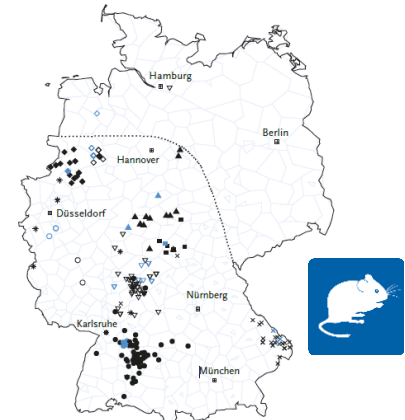 Hamburg
Berlin
Hannover
Düsseldorf
Nürnberg
Karlsruhe
München